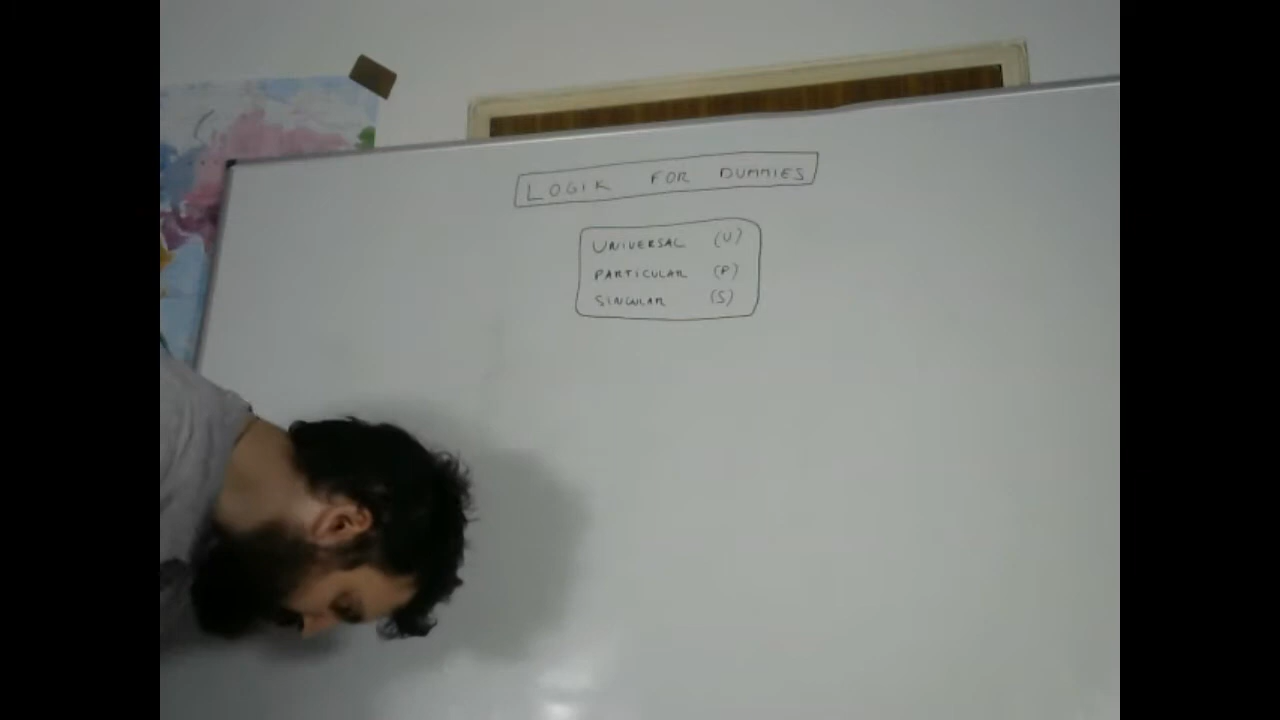 LOGIK FOR DUMMIES
UNIVERSAL (U)
PARTICULAR (P)
SINGULAR (S)